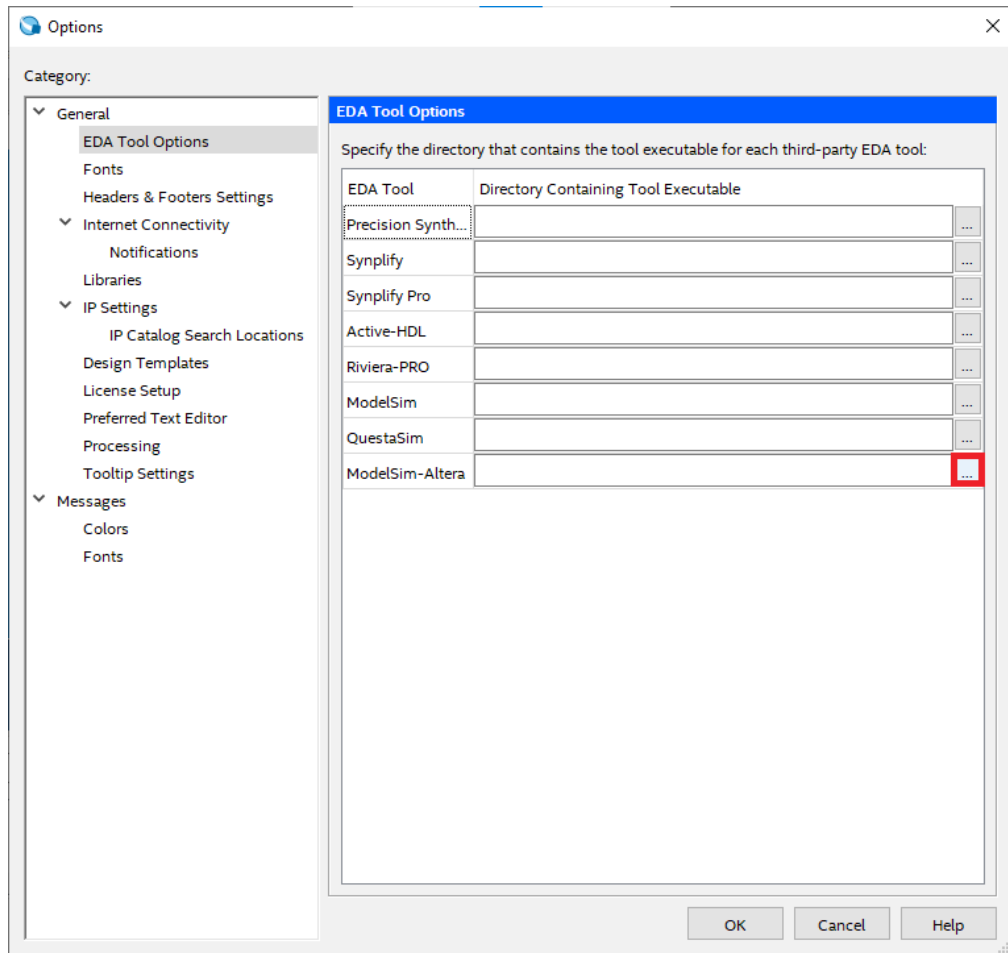 Options
Category:
General
EDA Tool Options
Fonts
Headers & Footers Settings
Internet Connectivity
Notifications
Libraries
IP Settings
IP Catalog Search Locations
Design Templates
License Setup
Preferred Text Editor
Processing
Tooltip Settings
Messages
Colors
Fonts
EDA Tool Options
Specify the directory that contains the tool executable for each third-party EDA tool:
EDA Tool Directory Containing Tool Executable
Precision Synth... ...
Synplify ...
Synplify Pro ...
Active-HDL ...
Riviera-PRO ...
ModelSim ...
QuestaSim ...
ModelSim-Altera ...
OK Cancel Help